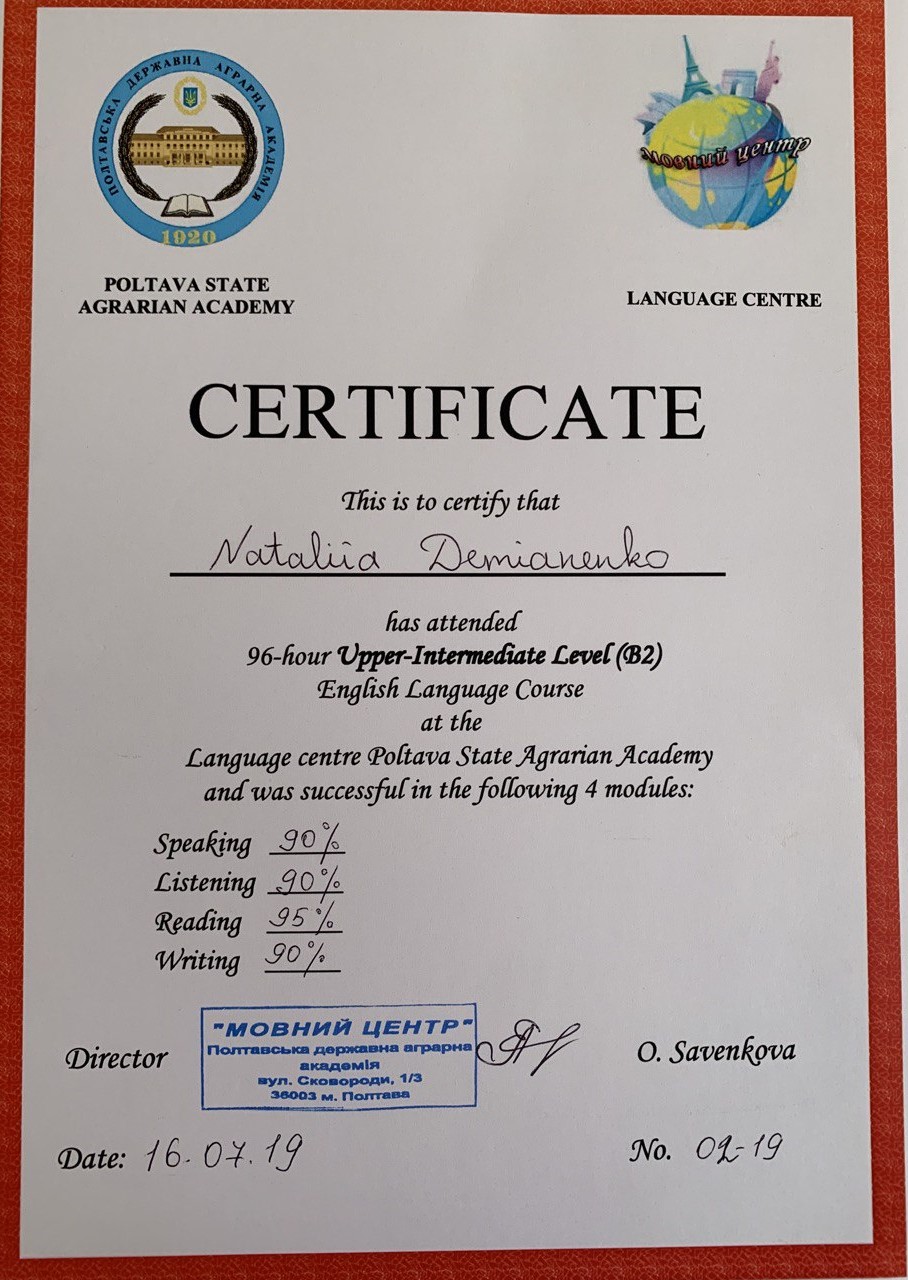 ПОЛТАВСЬКА ДЕРЖАВНА АГРАРНА АКАДЕМІЯ
1920
Мовний центр
POLTAVA STATE
AGRARIAN ACADEMY
LANGUAGE CENTRE
CERTIFICATE
This is to certify that
Nataliia Demianenko
has attended
96-hour Upper-Intermediate Level (B2)
English Language Course
at the
Language centre Poltava State Agrarian Academy
and was successful in the following 4 modules:
Speaking 90%
Listening 90%
Reading 95%
Writing 90%
"МОВНИЙ ЦЕНТР"
Полтавська державна аграрна
академія
вул. Сковороди, 1/3
36003 м. Полтава
Director
O. Savenkova
Date: 16.07.19
No.